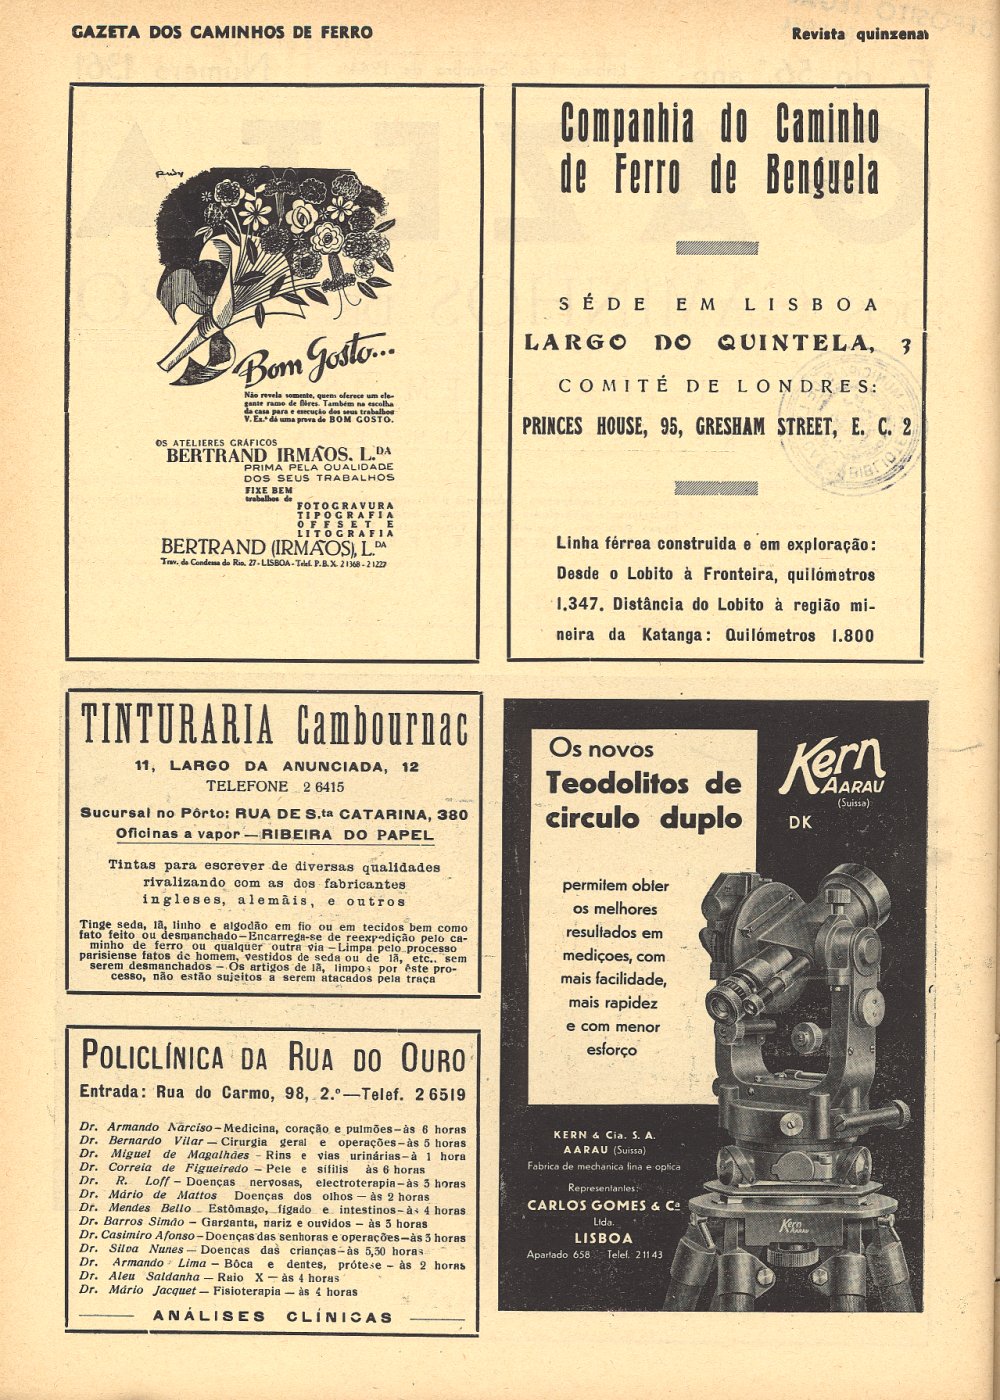 GAZETA DOS CAMINHOS DE FERRO
Revista quinzenal
Bom Gosto...
Não revela somente, quem oferece um ele-
gante ramo de flôres. Também na escolha
da casa para e execução dos seus trabalhos
V. Ex.ª dá uma prova de BOM GOSTO.
OS ATELIERES GRÁFICOS
BERTRAND IRMÃOS, L.DA
PRIMA PELA QUALIDADE
DOS SEUS TRABALHOS
FIXE BEM
trabalhos de
FOTOGRAVURA
TIPOGRAFIA
OFFSET E
LITOGRAFIA
BERTRAND (IRMÃOS), L.DA
Trav. da Condessa do Rio, 27 - LISBOA - Telf. P.B.X. 21368 - 21227
Companhia do Caminho
de Ferro de Benguela
SÉDE EM LISBOA
LARGO DO QUINTELA, 3
COMITÉ DE LONDRES:
PRINCES HOUSE, 95, GRESHAM STREET, E. C. 2
Linha férrea construida e em exploração:
Desde o Lobito à Fronteira, quilómetros
1.347. Distância do Lobito à região mi-
neira da Katanga: Quilómetros 1.800
TINTURARIA Cambournac
11, LARGO DA ANUNCIADA, 12
TELEFONE 2 6415
Sucursal no Pôrto: RUA DE S.ta CATARINA, 380
Oficinas a vapor — RIBEIRA DO PAPEL
Tintas para escrever de diversas qualidades
rivalizando com as dos fabricantes
ingleses, alemãis, e outros
Tinge seda, lã, linho e algodão em fio ou em tecidos bem como
fato feito ou desmanchado — Encarrega-se de reexpedição pelo ca-
minho de ferro ou qualquer outra via — Limpa pelo processo
parisiense fatos de homem, vestidos de seda ou de lã, etc.. sem
serem desmanchados — Os artigos de lã, limpos por êste pro-
cesso, não estão sujeitos a serem atacados pela traça
POLICLÍNICA DA RUA DO OURO
Entrada: Rua do Carmo, 98, 2.º — Telef. 2 6519
Dr. Armando Narciso — Medicina, coração e pulmões — às 6 horas
Dr. Bernardo Vilar — Cirurgia geral e operações — às 5 horas
Dr. Miguel de Magalhães - Rins e vias urinárias — à 1 hora
Dr. Correia de Figueiredo — Pele e sífilis às 6 horas
Dr. R. Loff — Doenças nervosas, electroterapia — às 3 horas
Dr. Mário de Mattos Doenças dos olhos — às 2 horas
Dr. Mendes Bello Estômago, fígado e intestinos — às 4 horas
Dr. Barros Simão - Garganta, nariz e ouvidos - às 3 horas
Dr. Casimiro Afonso - Doenças das senhoras e operações — às 3 horas
Dr. Silva Nunes — Doenças das crianças — às 5,30 horas
Dr. Armando Lima — Bôca e dentes, prótese - às 2 horas
Dr. Aleu Saldanha — Raio X — às 4 horas
Dr. Mário Jacquet — Fisioterapia — às 4 horas
ANÁLISES CLÍNICAS
Os novos
Teodolitos de
circulo duplo
Kern
AARAU
(Suissa)
DK
permitem obter
os melhores
resultados em
medições, com
mais facilidade,
mais rapidez
e com menor
esforço
KERN & Cia. S. A.
AARAU (Suissa)
Fabrica de mechanica fina e optica
Representantes:
CARLOS GOMES & Cª
Ltda.
LISBOA
Apartado 658 Telef. 21143
Kern
AARAU